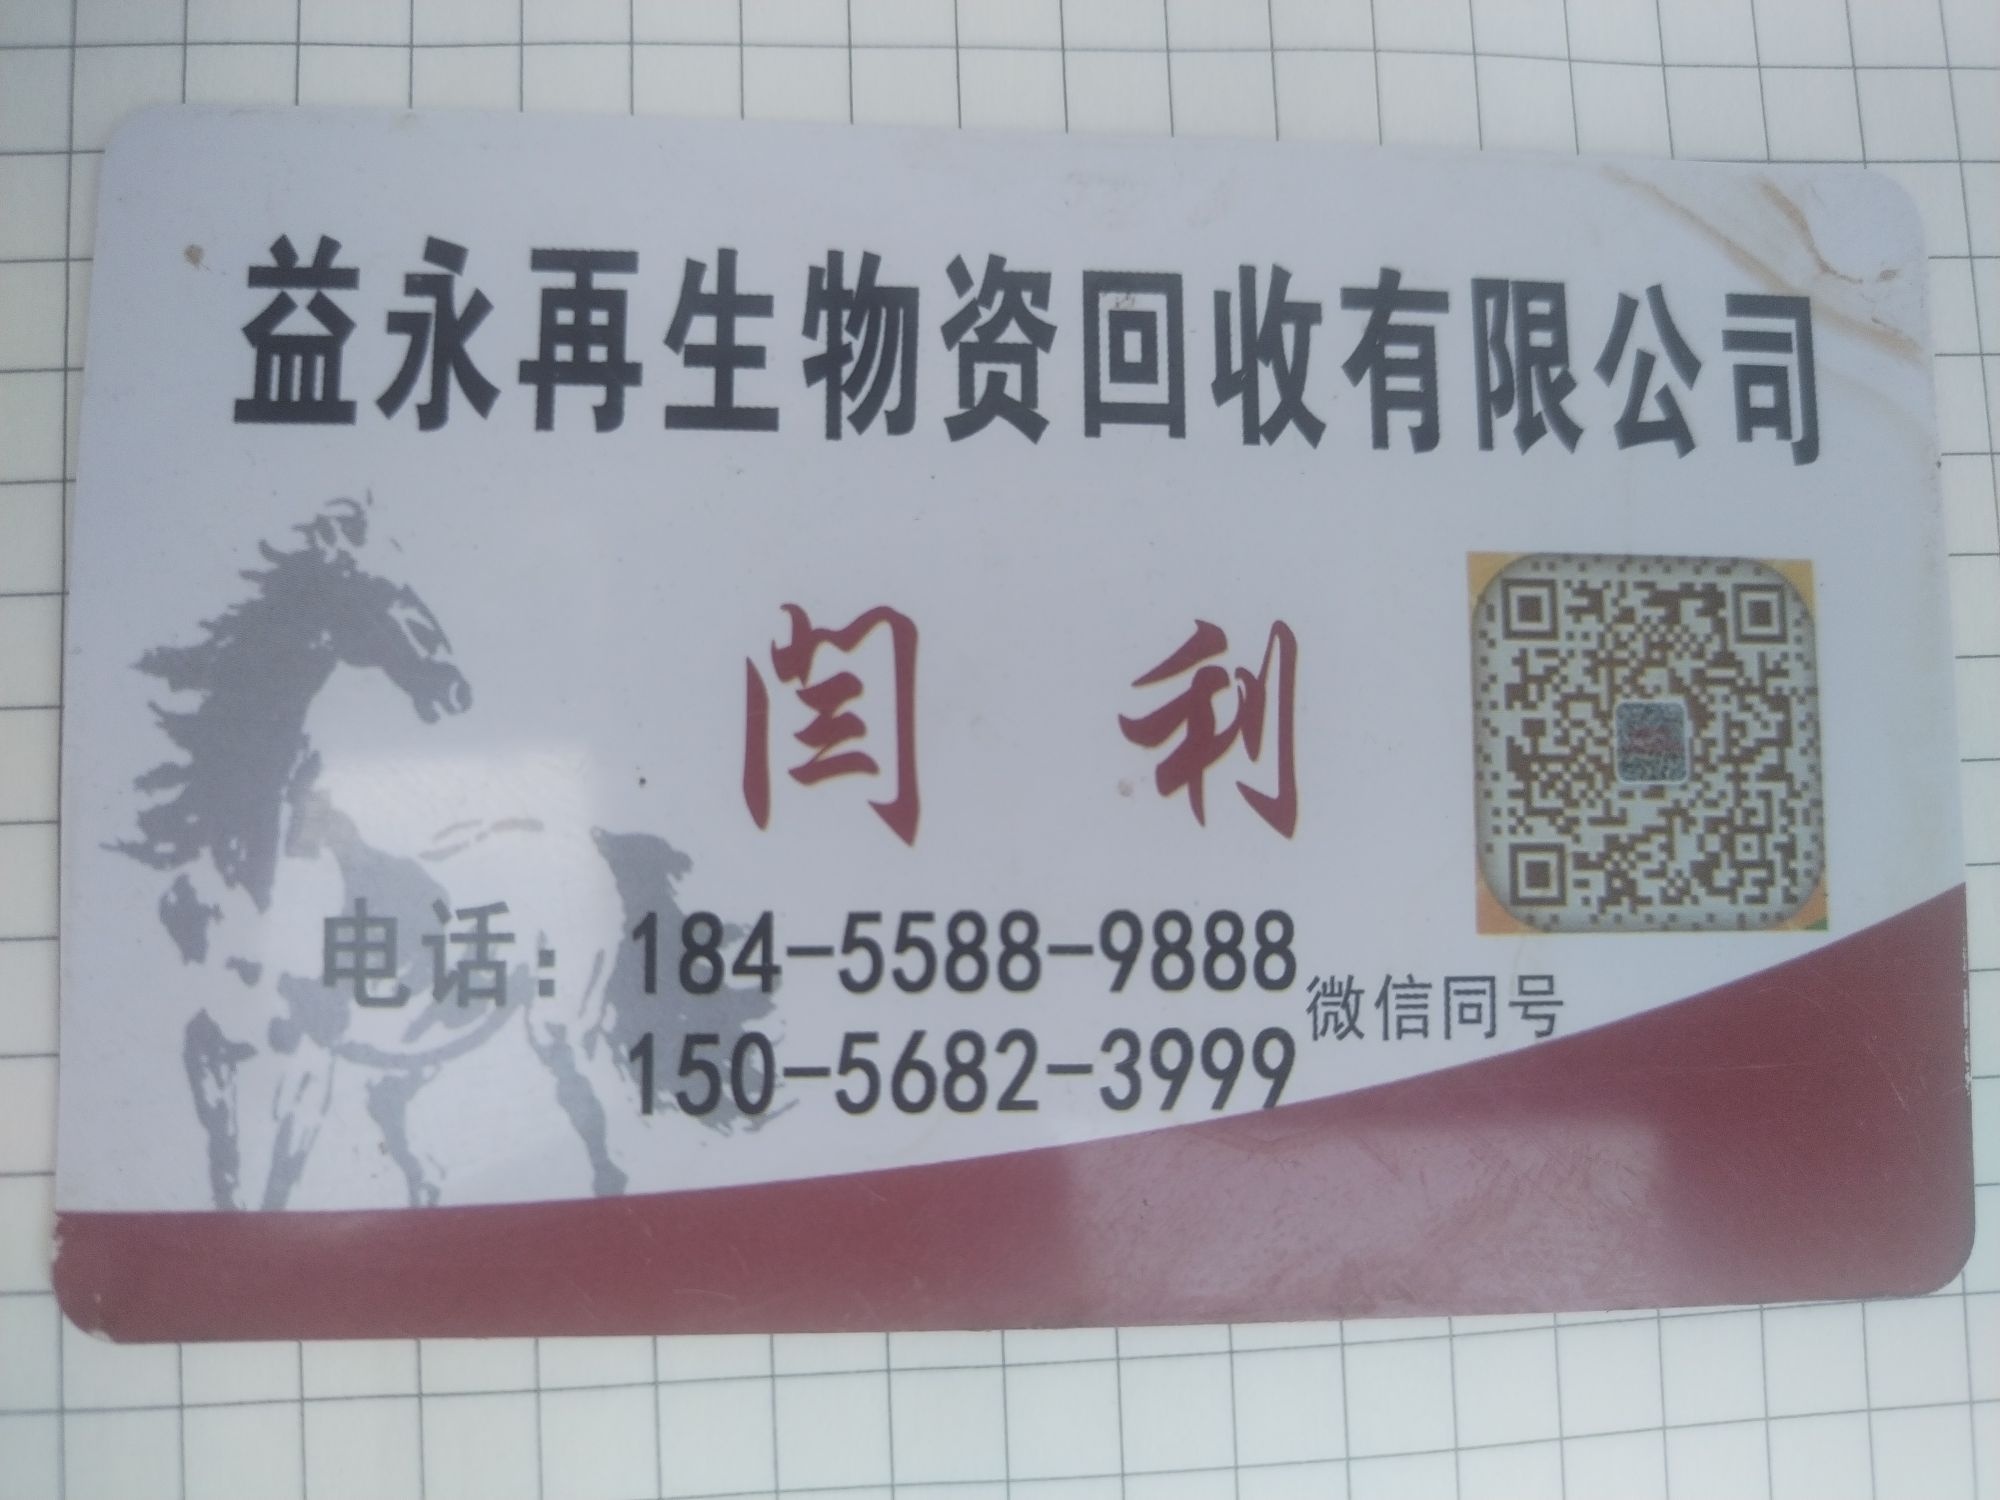 益永再生物资回收有限公司
闫 利
电话：184-5588-9888
微信同号
150-5682-3999